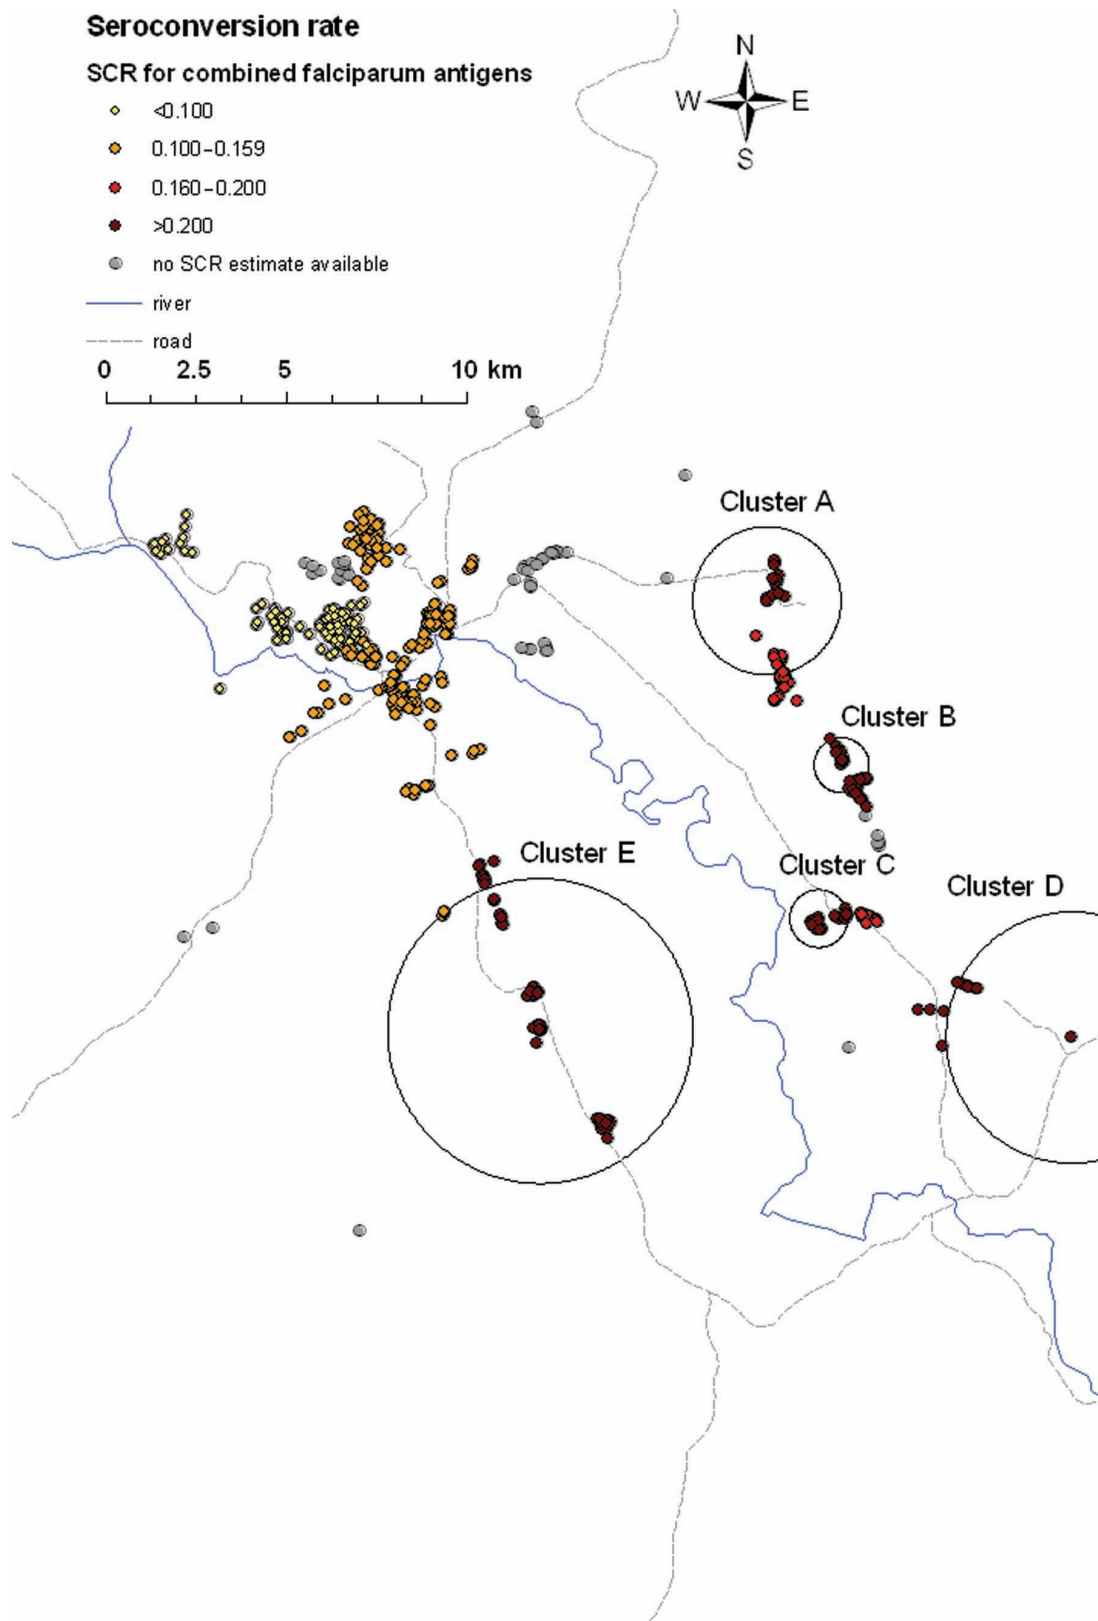 Seroconversion rate
SCR for combined falciparum antigens
<0.100
0.100-0.159
0.160-0.200
>0.200
no SCR estimate available
river
road
0 2.5 5 10 km
N
W E
S
Cluster A
Cluster B
Cluster C
Cluster D
Cluster E